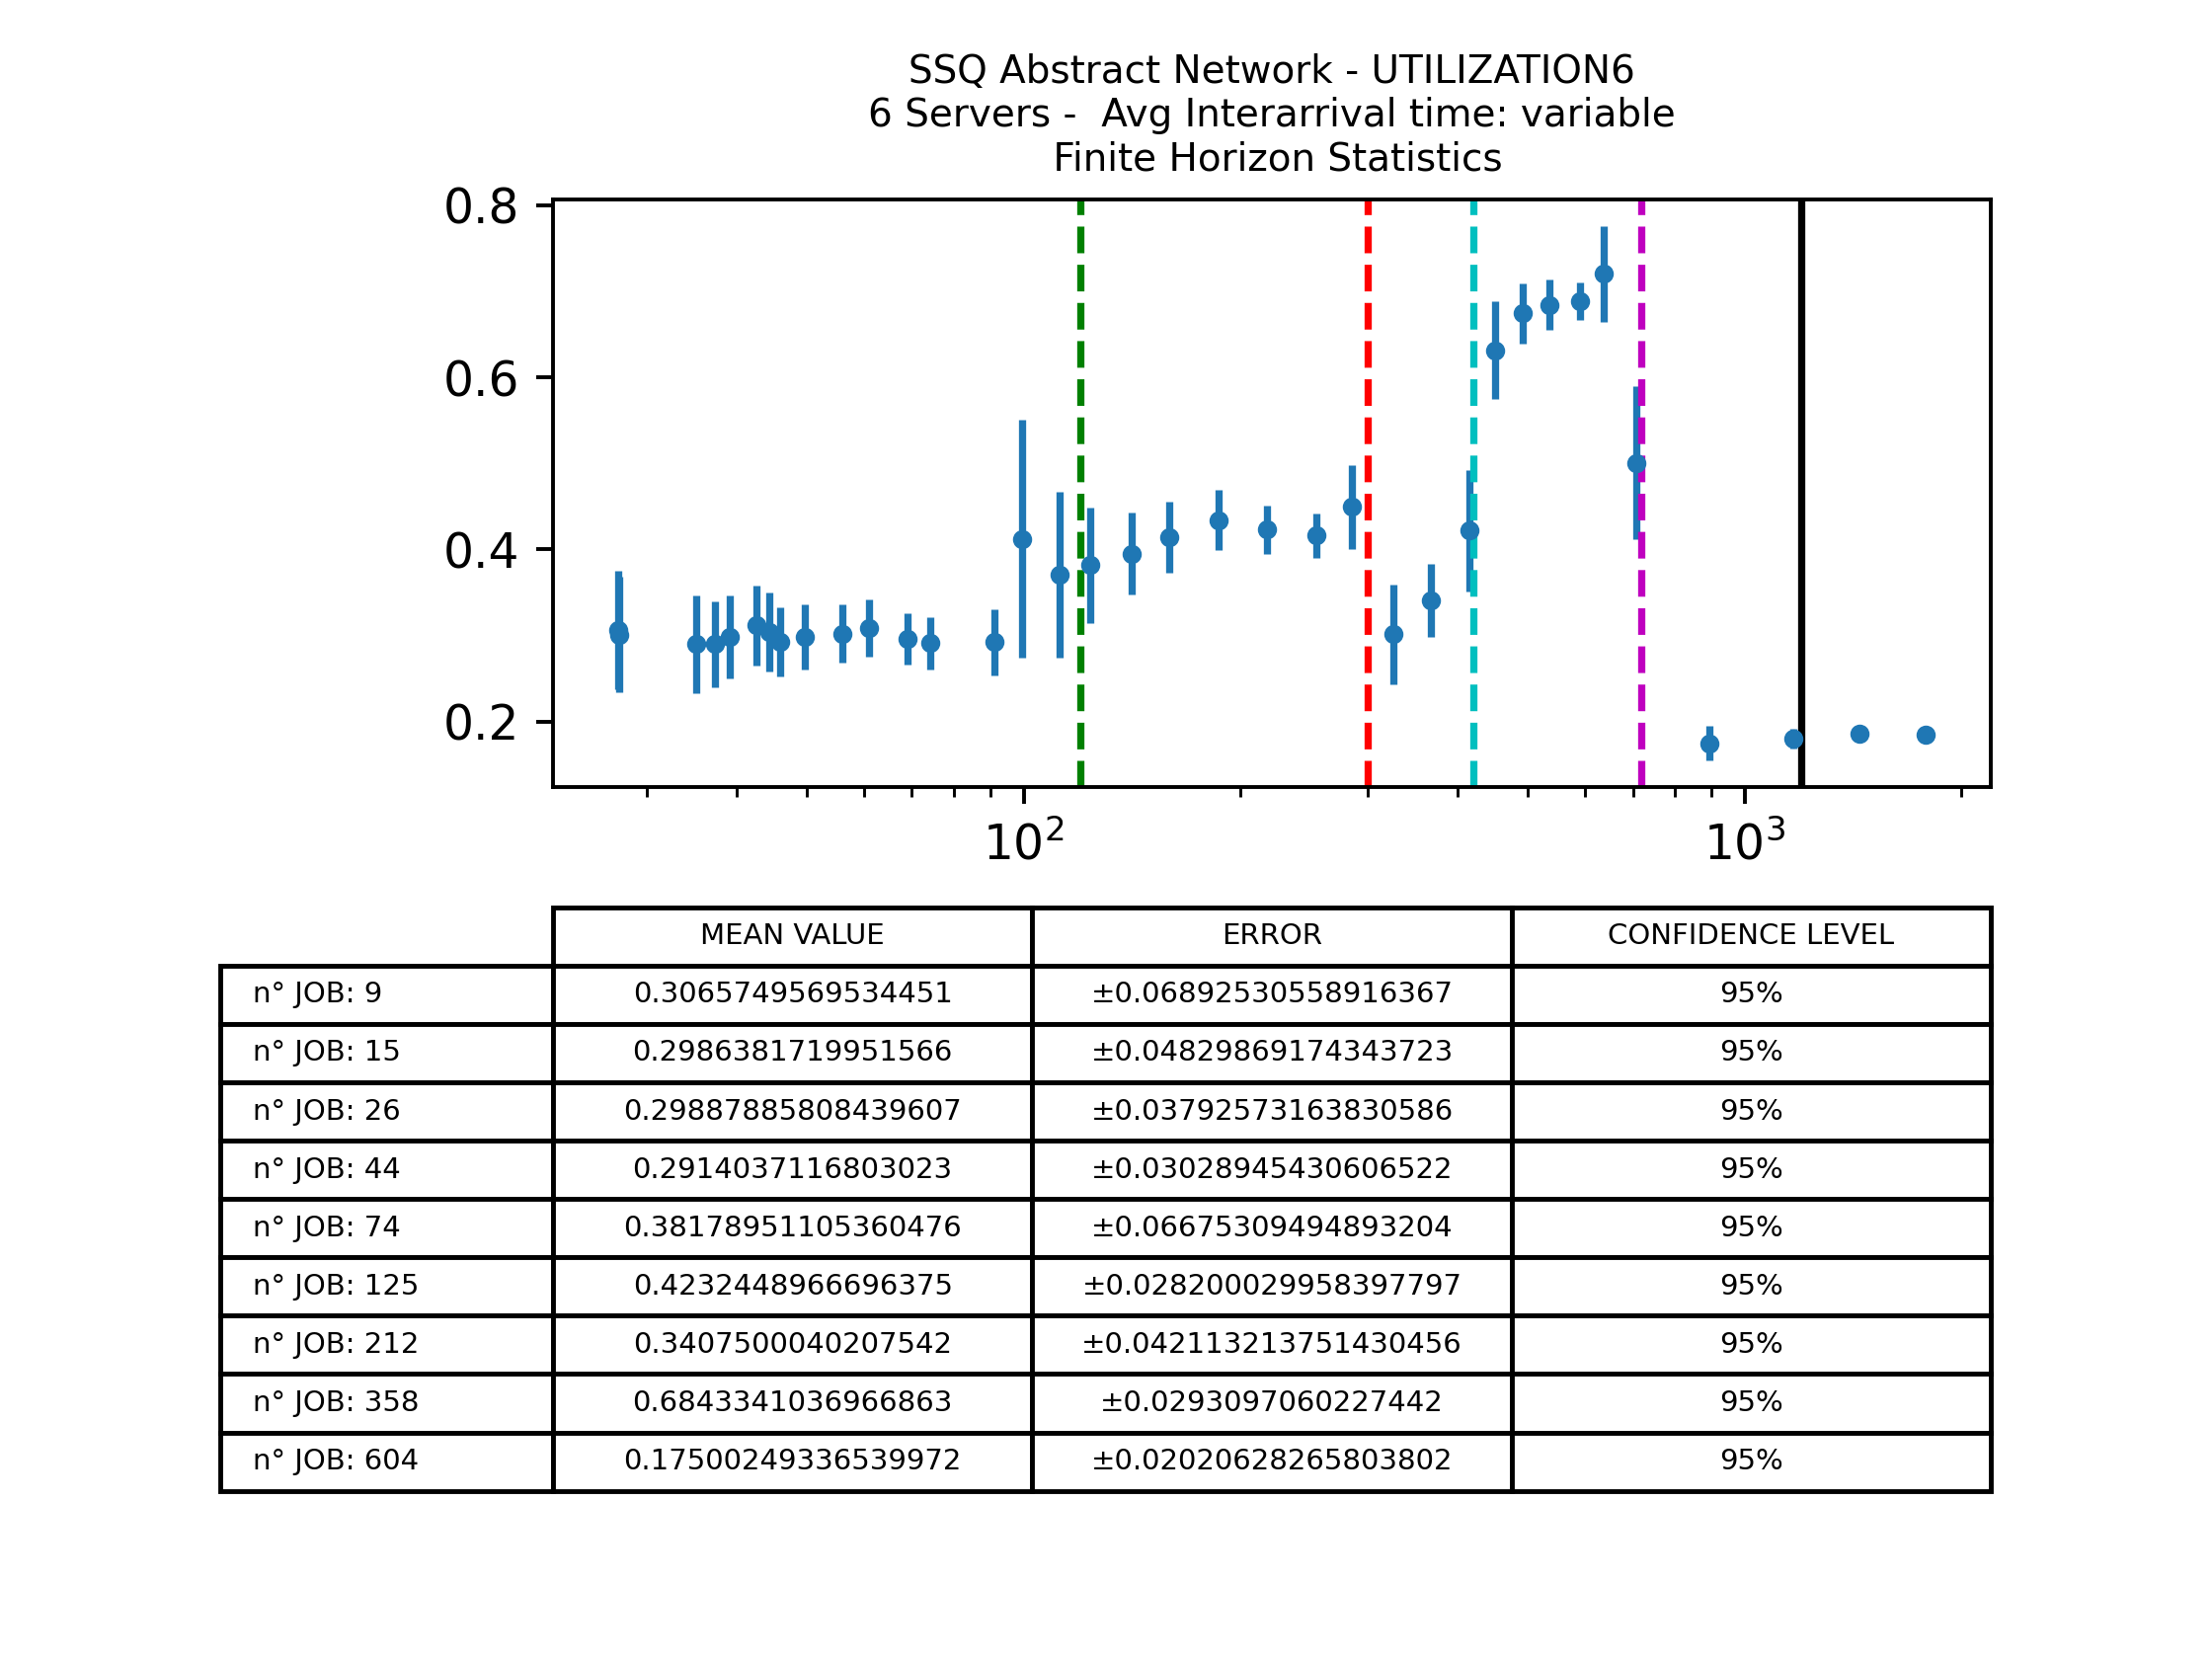 SSQ Abstract Network - UTILIZATION6
6 Servers -  Avg Interarrival time: variable
Finite Horizon Statistics
0.8
0.6
0.4
0.2
10² 10³
MEAN VALUE ERROR CONFIDENCE LEVEL
n° JOB: 9 0.3065749569534451 ±0.06892530558916367 95%
n° JOB: 15 0.2986381719951566 ±0.04829869174343723 95%
n° JOB: 26 0.29887885808439607 ±0.03792573163830586 95%
n° JOB: 44 0.2914037116803023 ±0.03028945430606522 95%
n° JOB: 74 0.38178951105360476 ±0.06675309494893204 95%
n° JOB: 125 0.4232448966696375 ±0.028200029958397797 95%
n° JOB: 212 0.3407500040207542 ±0.042113213751430456 95%
n° JOB: 358 0.6843341036966863 ±0.0293097060227442 95%
n° JOB: 604 0.17500249336539972 ±0.02020628265803802 95%